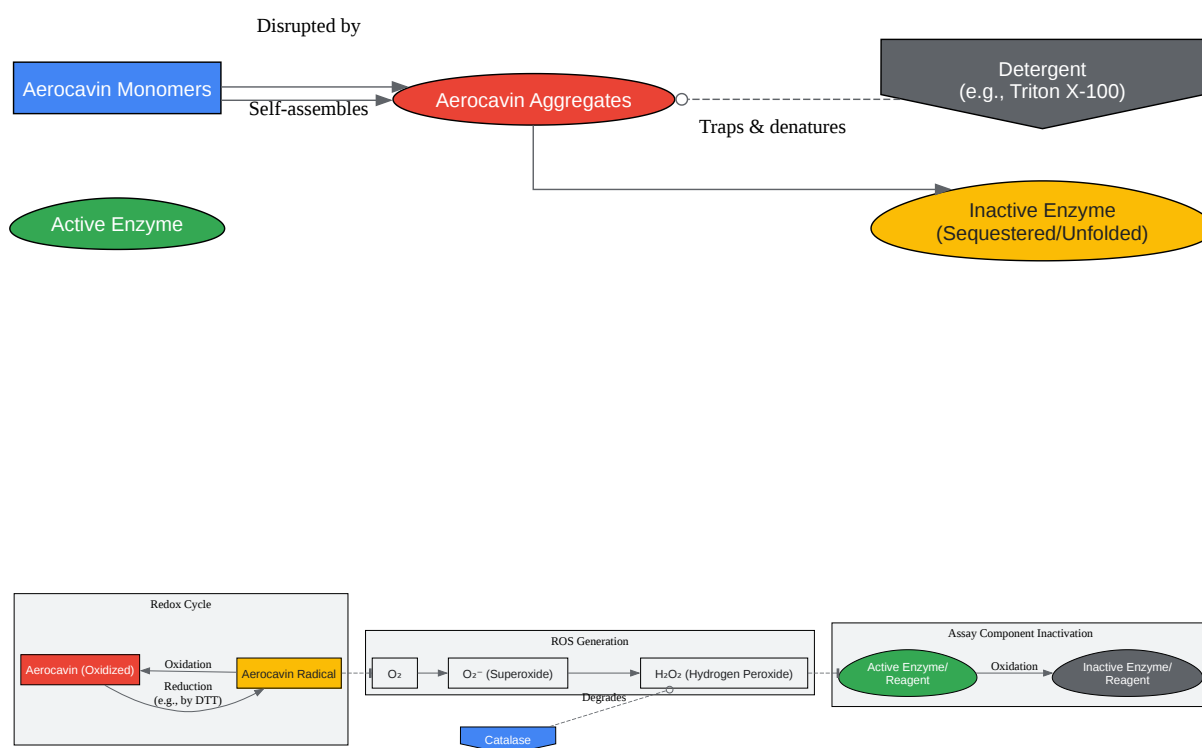 Disrupted by
Aerocavin Monomers
Self-assembles
Aerocavin Aggregates
Detergent
(e.g., Triton X-100)
Traps & denatures
Active Enzyme
Inactive Enzyme
(Sequestered/Unfolded)
Redox Cycle
Aerocavin (Oxidized)
Oxidation
Reduction
(e.g., by DTT)
Aerocavin Radical
ROS Generation
O₂
O₂⁻ (Superoxide)
H₂O₂ (Hydrogen Peroxide)
Degrades
Catalase
Assay Component Inactivation
Active Enzyme/
Reagent
Oxidation
Inactive Enzyme/
Reagent